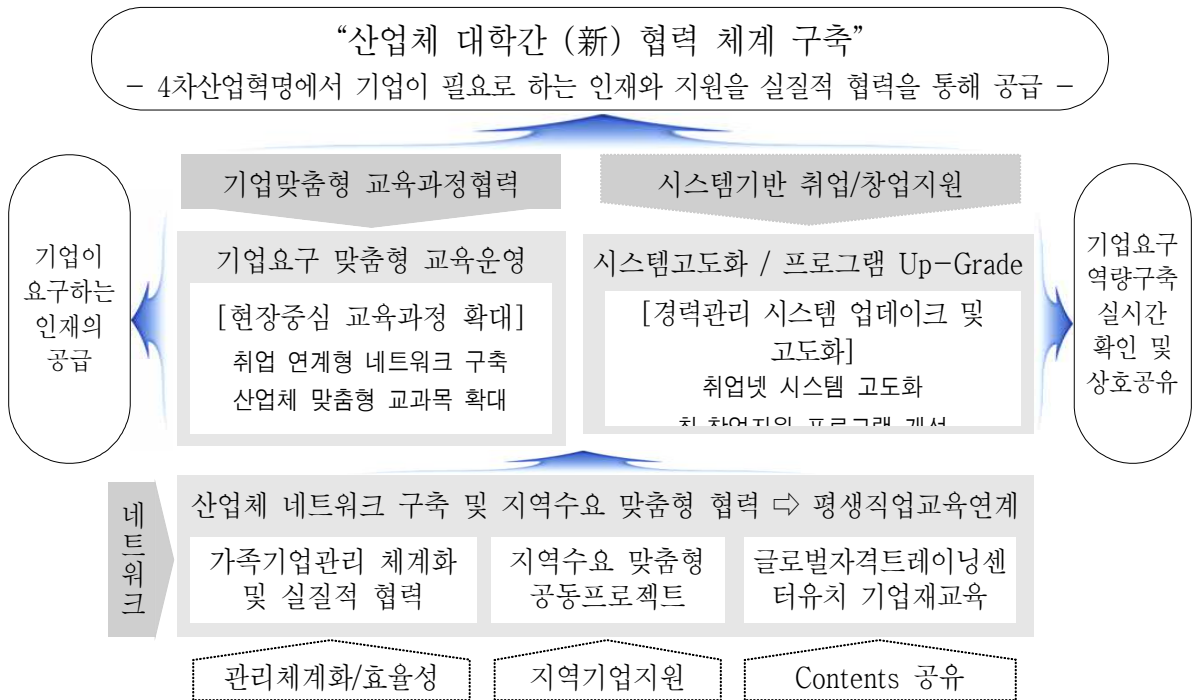 “산업체 대학간 (新) 협력 체계 구축”
- 4차산업혁명에서 기업이 필요로 하는 인재와 지원을 실질적 협력을 통해 공급 -
기업이
요구하는
인재의
공급
기업맞춤형 교육과정협력
기업요구 맞춤형 교육운영
[현장중심 교육과정 확대]
취업 연계형 네트워크 구축
산업체 맞춤형 교과목 확대
시스템기반 취업/창업지원
시스템고도화 / 프로그램 Up-Grade
[경력관리 시스템 업데이크 및
고도화]
취업넷 시스템 고도화
창업지원 프로그램 개선
기업요구
역량구축
실시간
확인 및
상호공유
네트워크
산업체 네트워크 구축 및 지역수요 맞춤형 협력 ⇨ 평생직업교육연계
가족기업관리 체계화
및 실질적 협력
지역수요 맞춤형
공동프로젝트
글로벌자격트레이닝센
터유치 기업재교육
관리체계화/효율성
지역기업지원
Contents 공유